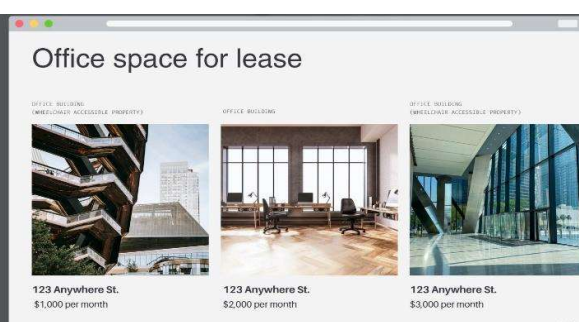 Office space for lease
OFFICE BUILDING
(WHEELCHAIR ACCESSIBLE PROPERTY)
OFFICE BUILDING
OFFICE BUILDING
(WHEELCHAIR ACCESSIBLE PROPERTY)
123 Anywhere St.
$1,000 per month
123 Anywhere St.
$2,000 per month
123 Anywhere St.
$3,000 per month